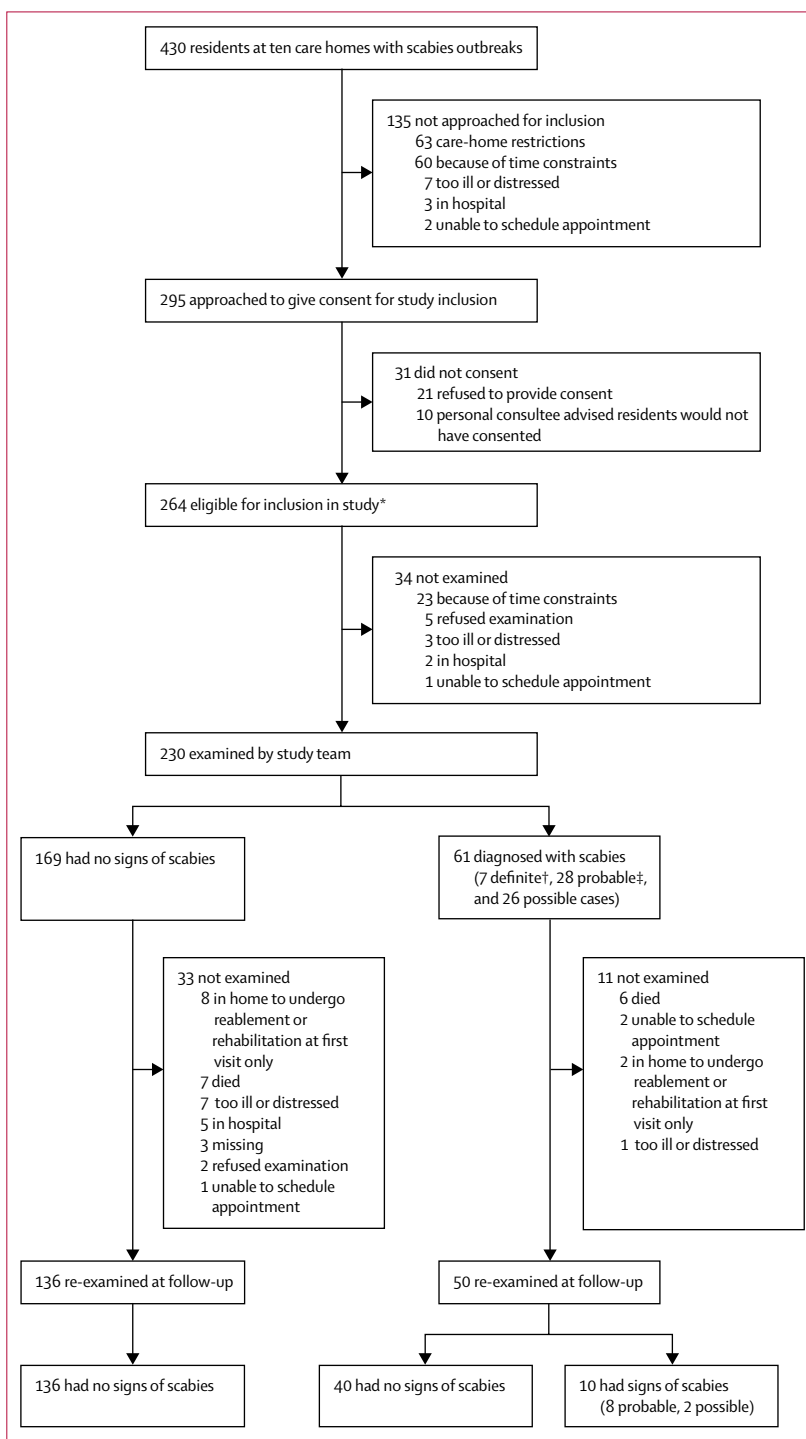 430 residents at ten care homes with scabies outbreaks
135 not approached for inclusion
63 care-home restrictions
60 because of time constraints
7 too ill or distressed
3 in hospital
2 unable to schedule appointment
295 approached to give consent for study inclusion
31 did not consent
21 refused to provide consent
10 personal consultee advised residents would not
have consented
264 eligible for inclusion in study*
34 not examined
23 because of time constraints
5 refused examination
3 too ill or distressed
2 in hospital
1 unable to schedule appointment
230 examined by study team
169 had no signs of scabies
61 diagnosed with scabies
(7 definite†, 28 probable‡,
and 26 possible cases)
33 not examined
8 in home to undergo
reablement or
rehabilitation at first
visit only
7 died
7 too ill or distressed
5 in hospital
3 missing
2 refused examination
1 unable to schedule
appointment
11 not examined
6 died
2 unable to schedule
appointment
2 in home to undergo
reablement or
rehabilitation at first
visit only
1 too ill or distressed
136 re-examined at follow-up
50 re-examined at follow-up
136 had no signs of scabies
40 had no signs of scabies
10 had signs of scabies
(8 probable, 2 possible)